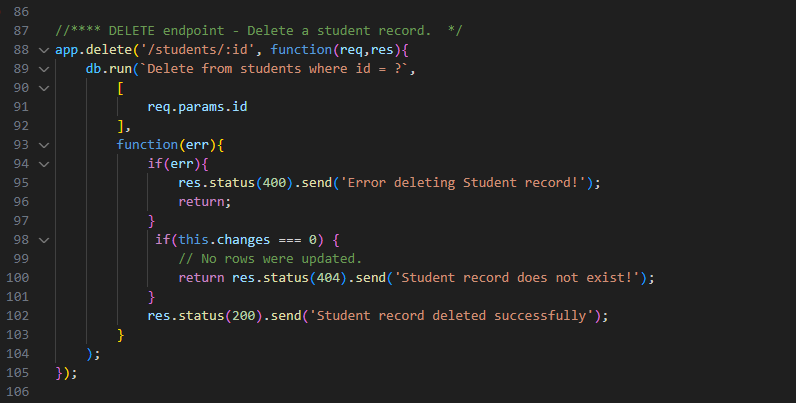 86
87 //**** DELETE endpoint - Delete a student record.  */
88 app.delete('/students/:id', function(req,res){
89     db.run(`Delete from students where id = ?`,
90         [
91             req.params.id
92         ],
93         function(err){
94             if(err){
95                 res.status(400).send('Error deleting Student record!');
96                 return;
97             }
98              if(this.changes === 0) {
99                 // No rows were updated.
100                 return res.status(404).send('Student record does not exist!');
101             }
102             res.status(200).send('Student record deleted successfully');
103         }
104     );
105 });
106